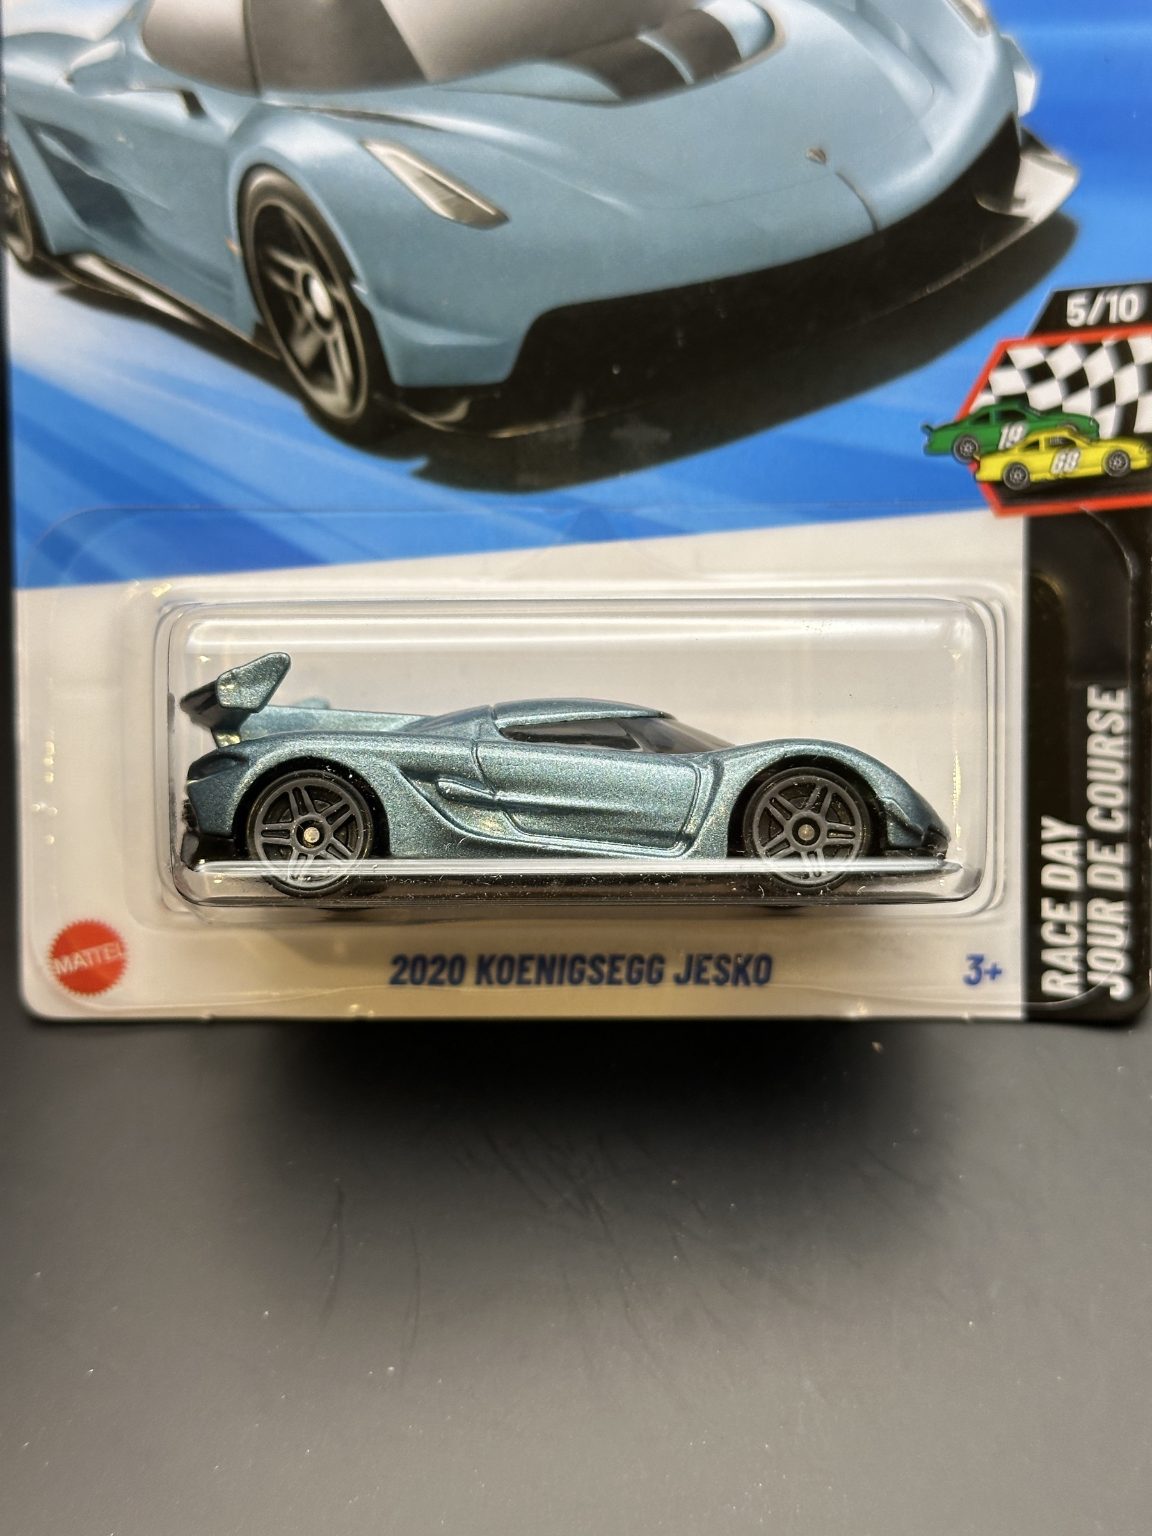 5/10
19
68
MATTEL
2020 KOENIGSEGG JESKO
3+
RACE DAY
JOUR DE COURSE